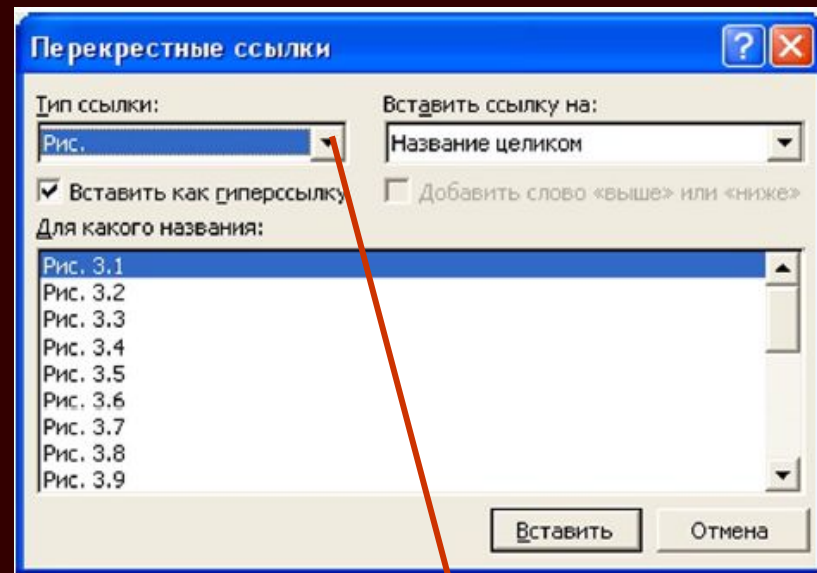 Перекрестные ссылки
Тип ссылки:
Вставить ссылку на:
Рис.
Название целиком
Вставить как гиперссылку
Добавить слово «выше» или «ниже»
Для какого названия:
Рис. 3.1
Рис. 3.2
Рис. 3.3
Рис. 3.4
Рис. 3.5
Рис. 3.6
Рис. 3.7
Рис. 3.8
Рис. 3.9
Вставить
Отмена